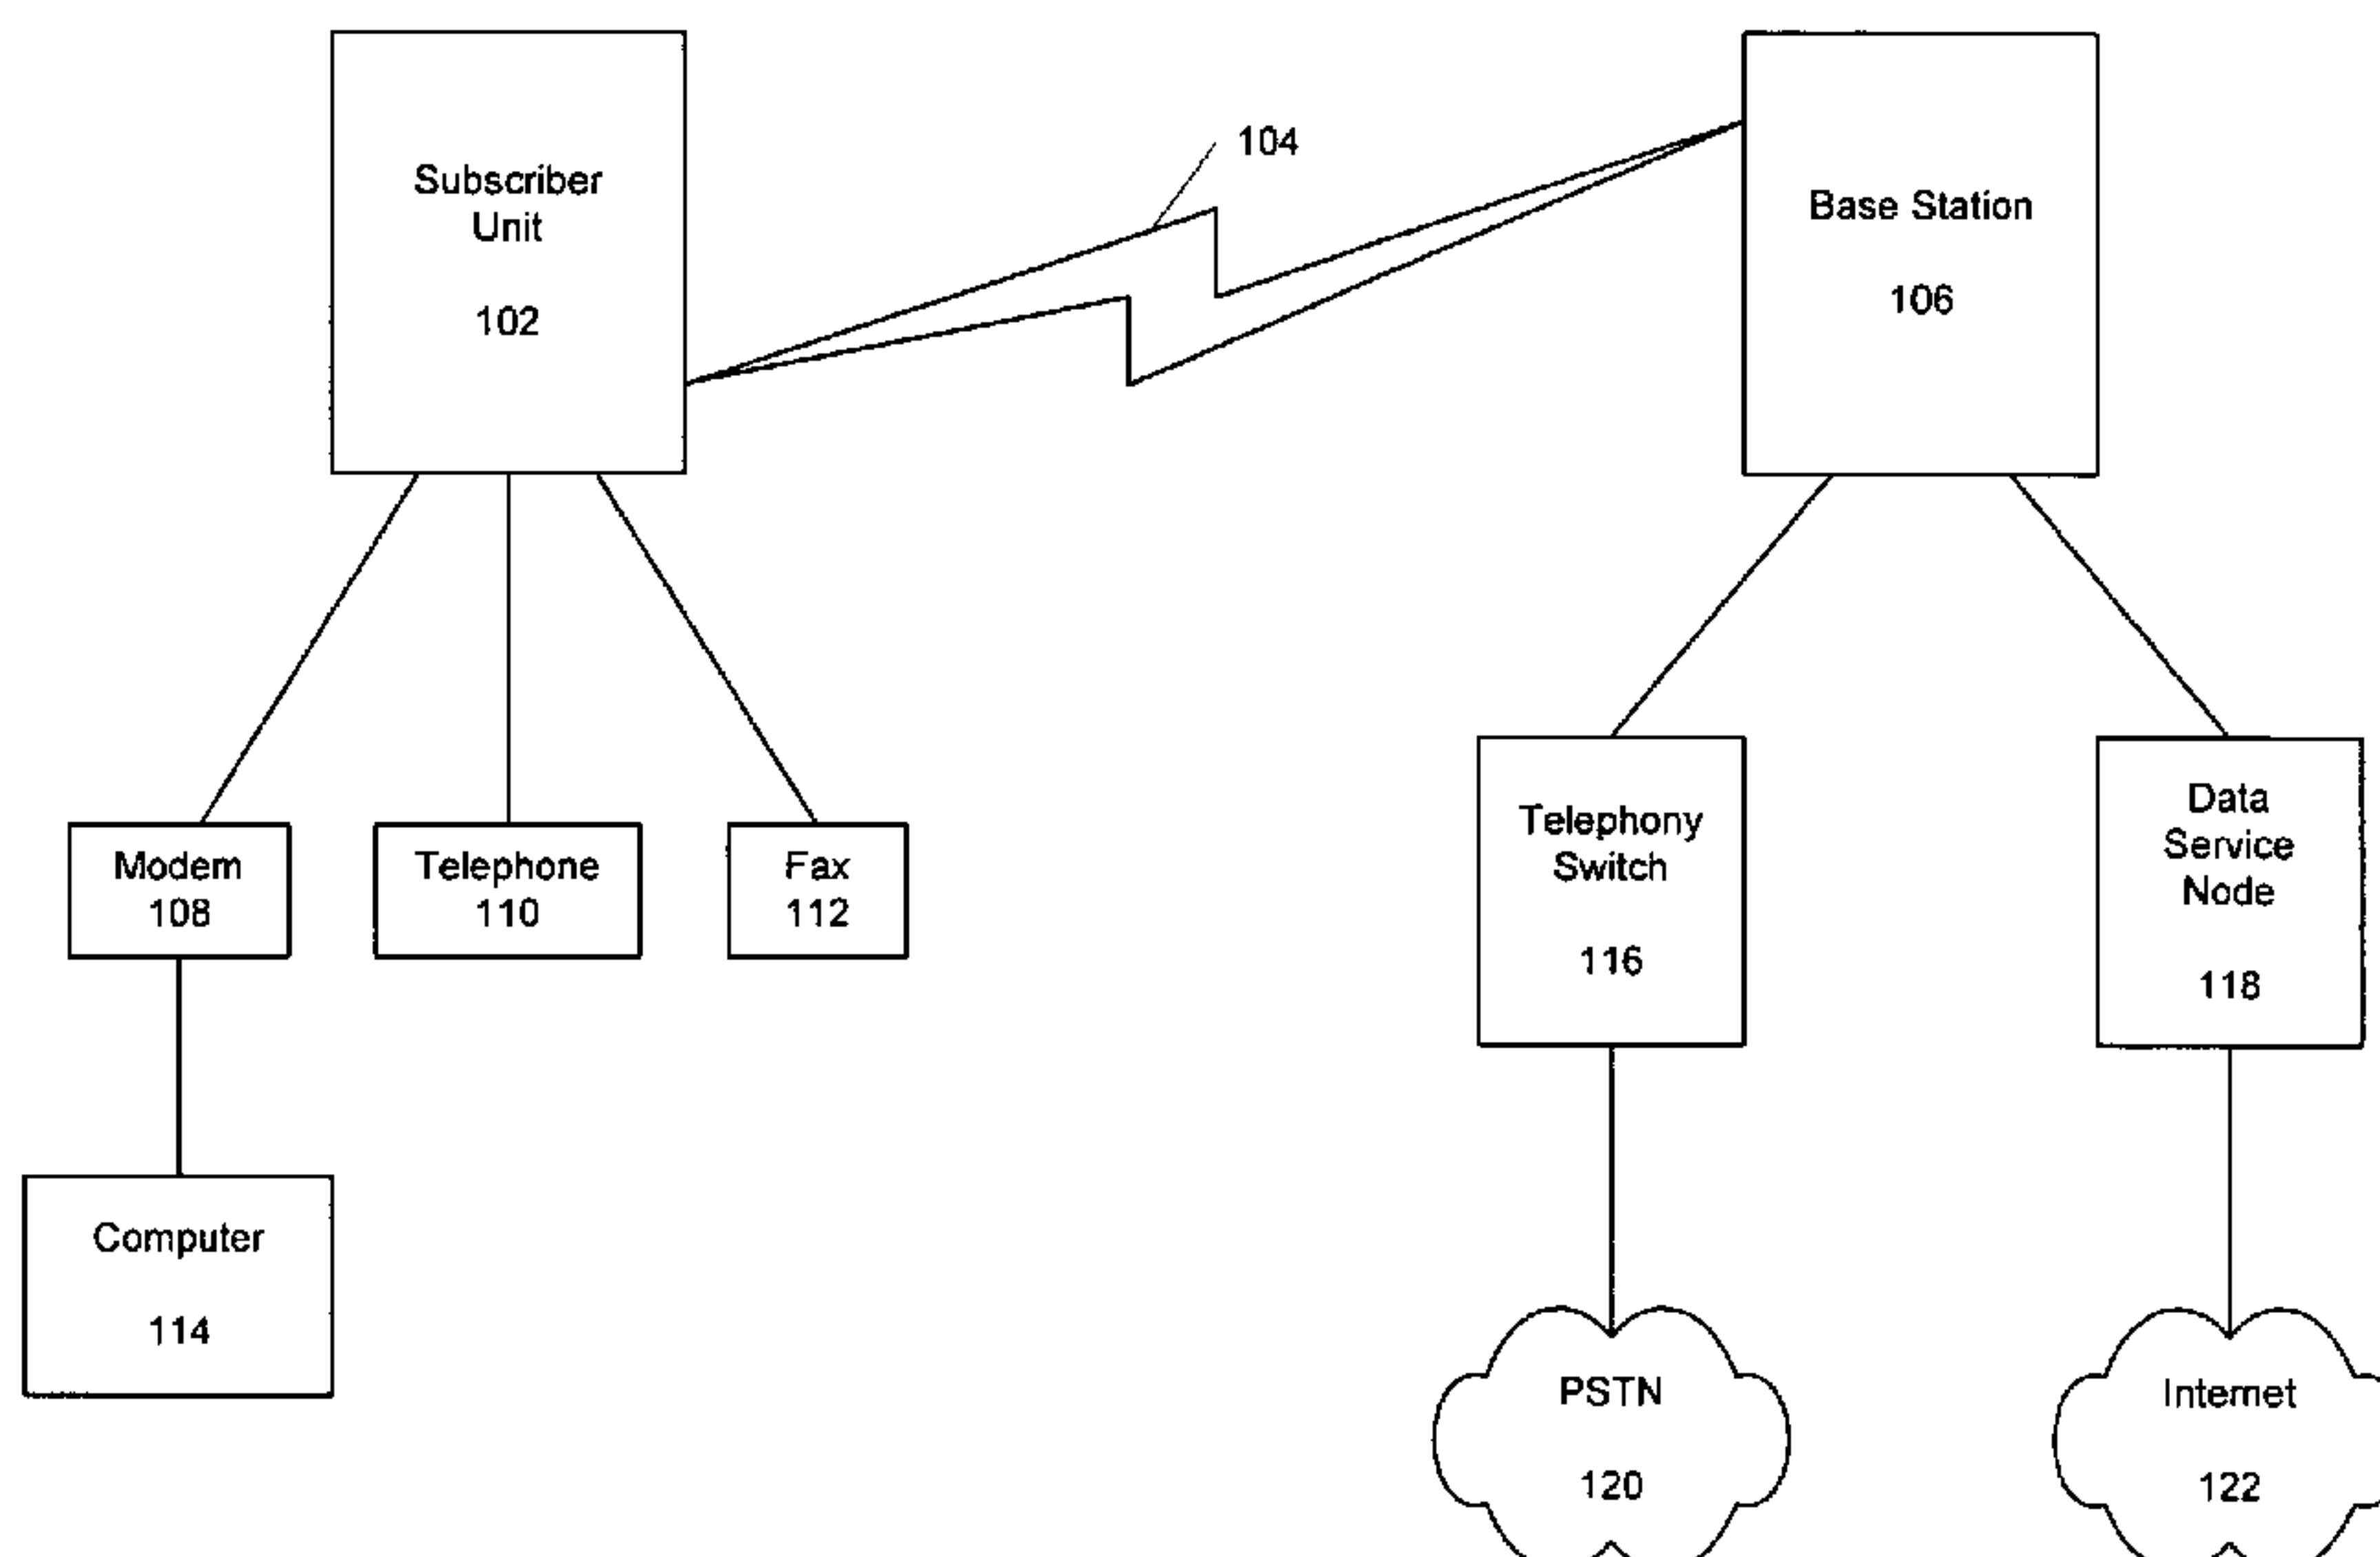 Subscriber
Unit
102
104
Base Station
106
Modem
108
Telephone
110
Fax
112
Telephony
Switch
116
Data
Service
Node
118
Computer
114
PSTN
120
Internet
122